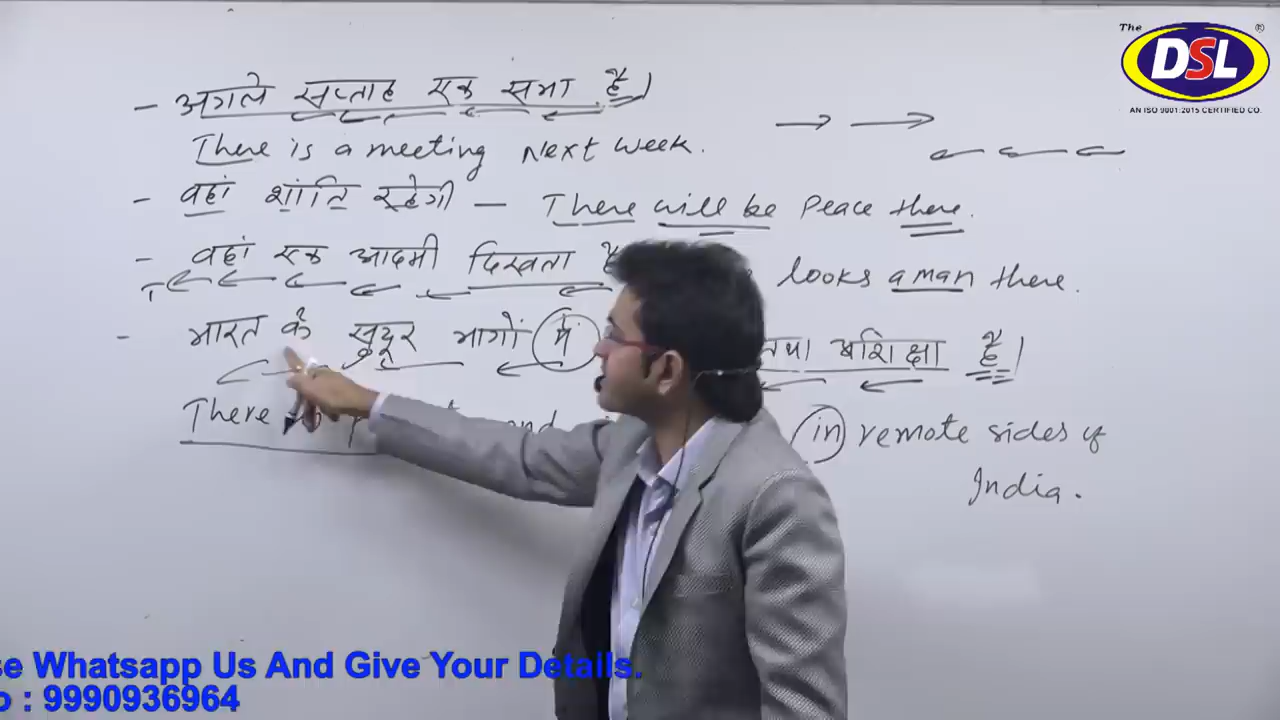 The DSL ®
AN ISO 9001:2015 CERTIFIED CO.
- अगले सप्ताह एक सभा है।
There is a meeting Next week.
- वहां शांति रहेगी - There will be Peace there.
- वहां एक आदमी दिखता है looks a man there.
- भारत के सुदूर भागों में तथा अशिक्षा है।
There and in remote sides of
India.
se Whatsapp Us And Give Your Details.
o : 9990936964